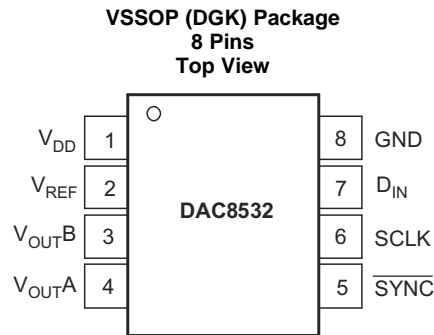 VSSOP (DGK) Package
8 Pins
Top View
V_DD 1
V_REF 2
V_OUTB 3
V_OUTA 4
DAC8532
8 GND
7 D_IN
6 SCLK
5 S̅Y̅N̅C̅